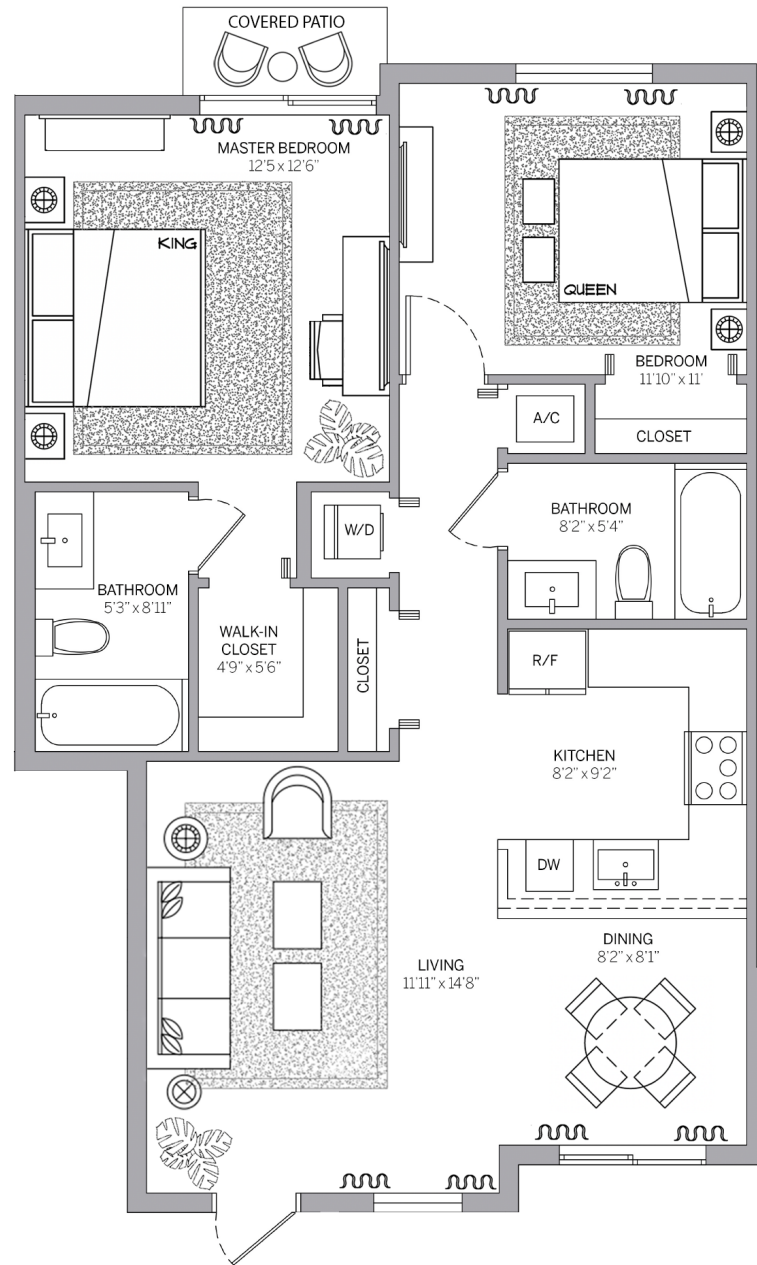 COVERED PATIO
MASTER BEDROOM
12'5 x 12'6"
KING
QUEEN
BEDROOM
11'10" x 11'
A/C
CLOSET
W/D
BATHROOM
8'2" x 5'4"
BATHROOM
5'3" x 8'11"
WALK-IN
CLOSET
4'9" x 5'6"
CLOSET
R/F
KITCHEN
8'2" x 9'2"
DW
DINING
8'2" x 8'1"
LIVING
11'11" x 14'8"